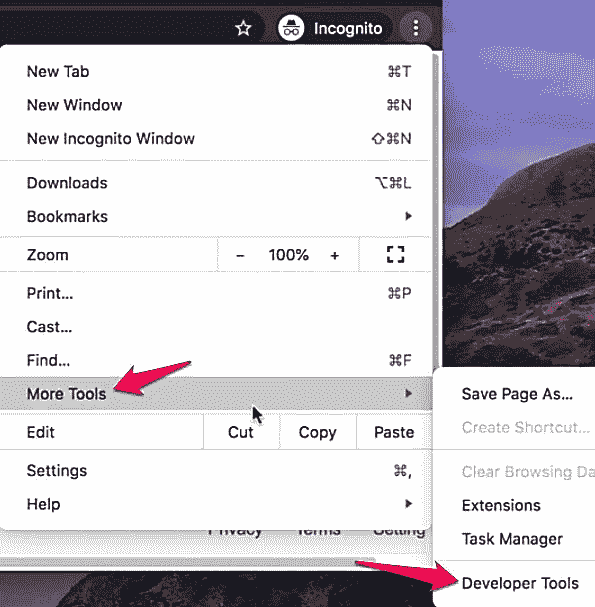 Incognito
New Tab ⌘T
New Window ⌘N
New Incognito Window ⇧⌘N
Downloads ⌥⌘L
Bookmarks
Zoom - 100% +
Print... ⌘P
Cast...
Find... ⌘F
More Tools
Edit Cut Copy Paste
Settings ⌘,
Help
Privacy Terms Setting
Save Page As...
Create Shortcut...
Clear Browsing Da
Extensions
Task Manager
Developer Tools